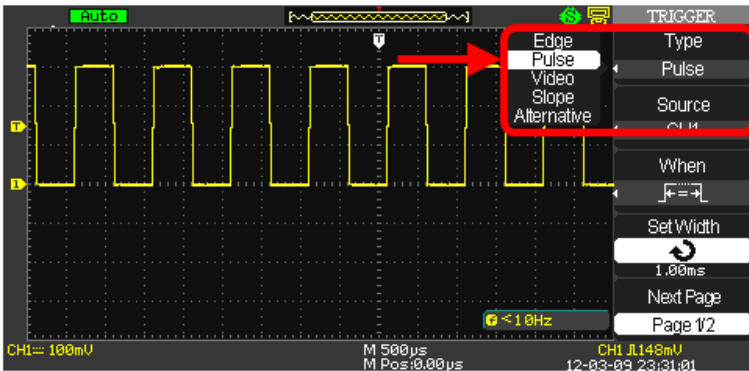 Auto
TRIGGER
S
T
Type
Pulse
Edge
Pulse
Video
Slope
Alternative
Source
CH1
T
When
1
Set Width
1.00ms
Next Page
Page 1/2
f <10Hz
CH1 100mV
M 500µs
CH1 148mV
M Pos:0.00µs
12-03-09 23:31:01